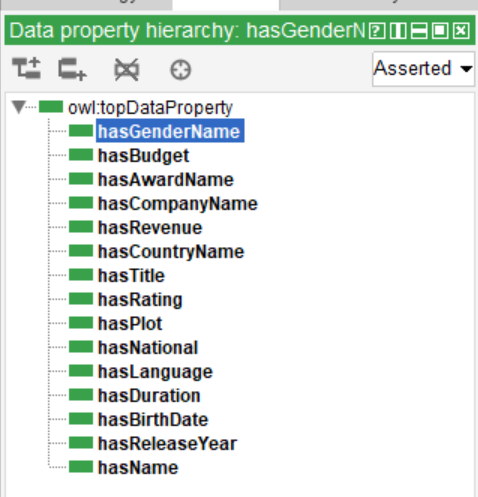 Data property hierarchy: hasGenderN
Asserted
owl:topDataProperty
hasGenderName
hasBudget
hasAwardName
hasCompanyName
hasRevenue
hasCountryName
hasTitle
hasRating
hasPlot
hasNational
hasLanguage
hasDuration
hasBirthDate
hasReleaseYear
hasName